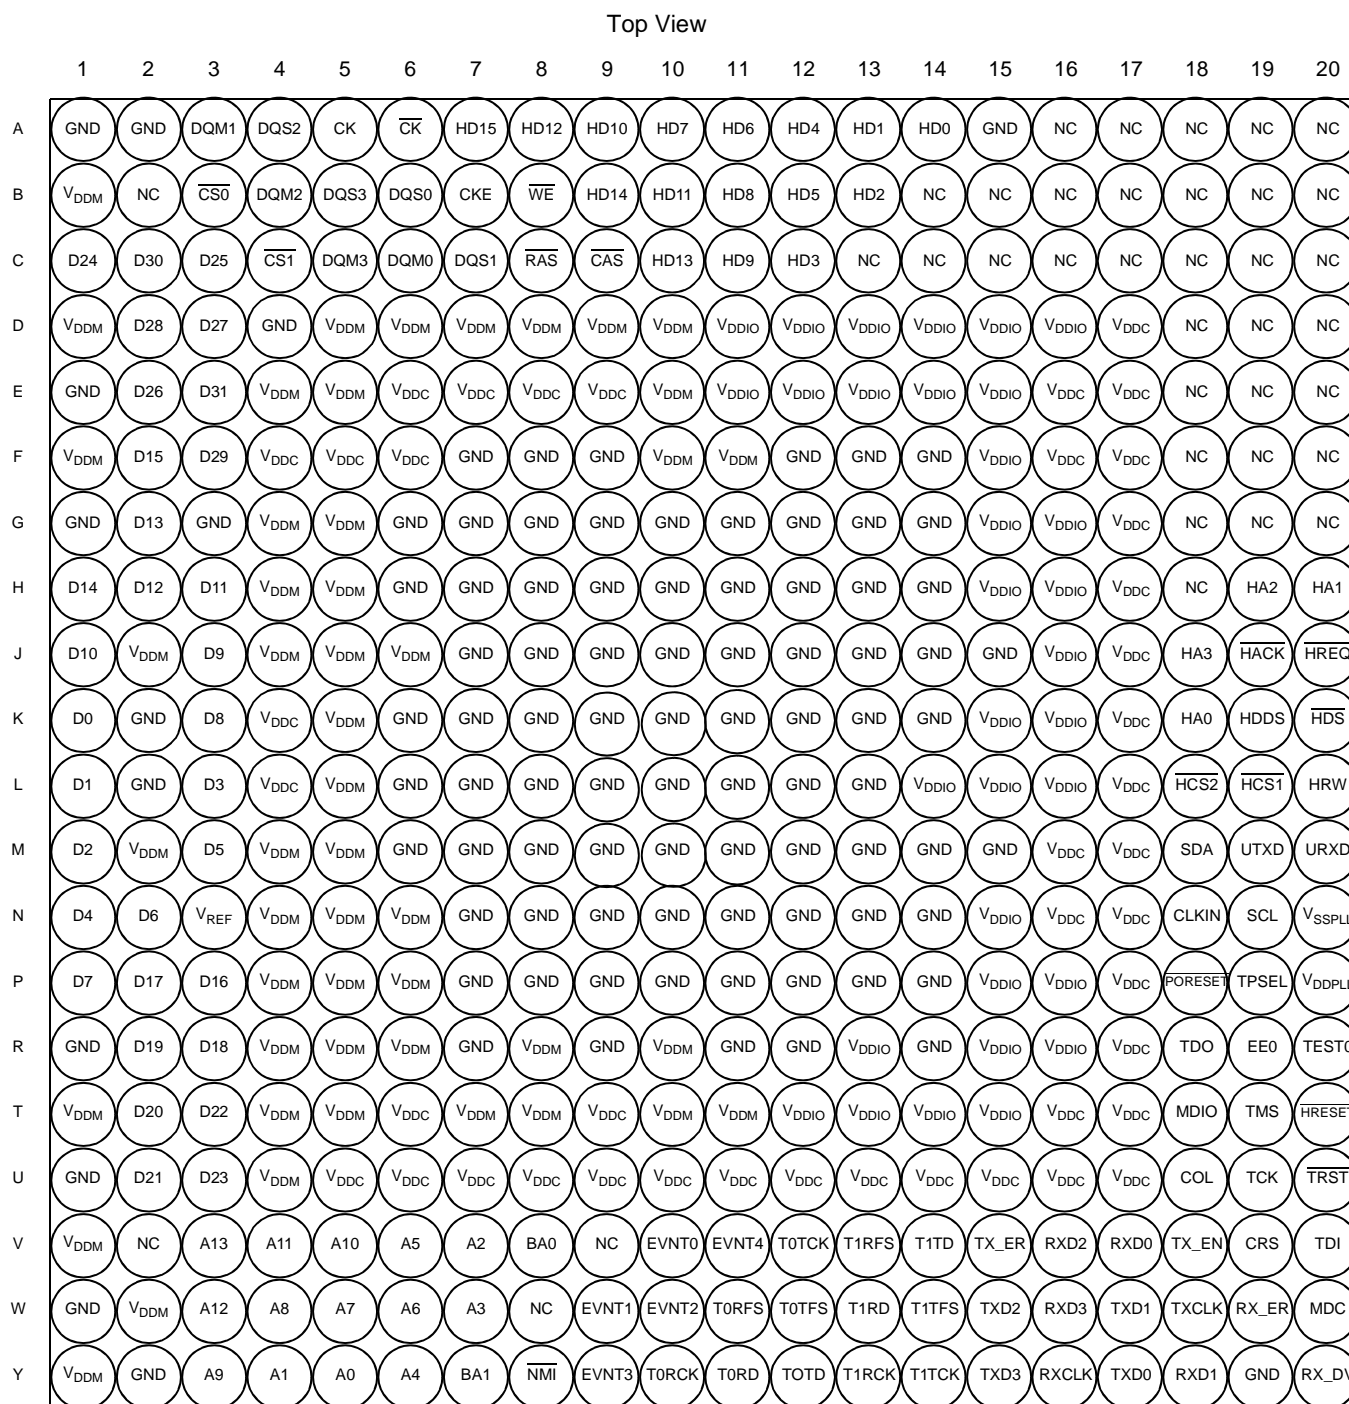 Top View
1 2 3 4 5 6 7 8 9 10 11 12 13 14 15 16 17 18 19 20
A GND GND DQM1 DQS2 CK CK HD15 HD12 HD10 HD7 HD6 HD4 HD1 HD0 GND NC NC NC NC NC
B VDDM NC CS0 DQM2 DQS3 DQS0 CKE WE HD14 HD11 HD8 HD5 HD2 NC NC NC NC NC NC NC
C D24 D30 D25 CS1 DQM3 DQM0 DQS1 RAS CAS HD13 HD9 HD3 NC NC NC NC NC NC NC NC
D VDDM D28 D27 GND VDDM VDDM VDDM VDDM VDDM VDDM VDDIO VDDIO VDDIO VDDIO VDDIO VDDIO VDDC NC NC NC
E GND D26 D31 VDDM VDDM VDDC VDDC VDDC VDDC VDDM VDDIO VDDIO VDDIO VDDIO VDDIO VDDC VDDC NC NC NC
F VDDM D15 D29 VDDC VDDC VDDC GND GND GND VDDM VDDM GND GND GND VDDIO VDDC VDDC NC NC NC
G GND D13 GND VDDM VDDM GND GND GND GND GND GND GND GND GND VDDIO VDDIO VDDC NC NC NC
H D14 D12 D11 VDDM VDDM GND GND GND GND GND GND GND GND GND VDDIO VDDIO VDDC NC HA2 HA1
J D10 VDDM D9 VDDM VDDM VDDM GND GND GND GND GND GND GND GND GND VDDIO VDDC HA3 HACK HREQ
K D0 GND D8 VDDC VDDM GND GND GND GND GND GND GND GND GND VDDIO VDDIO VDDC HA0 HDDS HDS
L D1 GND D3 VDDC VDDM GND GND GND GND GND GND GND GND VDDIO VDDIO VDDIO VDDC HCS2 HCS1 HRW
M D2 VDDM D5 VDDM VDDM GND GND GND GND GND GND GND GND GND GND VDDC VDDC SDA UTXD URXD
N D4 D6 VREF VDDM VDDM VDDM GND GND GND GND GND GND GND GND VDDIO VDDC VDDC CLKIN SCL VSSPLL
P D7 D17 D16 VDDM VDDM VDDM GND GND GND GND GND GND GND GND VDDIO VDDIO VDDC PORESET TPSEL VDDPLL
R GND D19 D18 VDDM VDDM VDDM GND VDDM GND VDDM GND GND VDDIO GND VDDIO VDDIO VDDC TDO EE0 TEST0
T VDDM D20 D22 VDDM VDDM VDDC VDDM VDDM VDDC VDDM VDDM VDDIO VDDIO VDDIO VDDIO VDDC VDDC MDIO TMS HRESET
U GND D21 D23 VDDM VDDC VDDC VDDC VDDC VDDC VDDC VDDC VDDC VDDC VDDC VDDC VDDC VDDC COL TCK TRST
V VDDM NC A13 A11 A10 A5 A2 BA0 NC EVNT0 EVNT4 T0TCK T1RFS T1TD TX_ER RXD2 RXD0 TX_EN CRS TDI
W GND VDDM A12 A8 A7 A6 A3 NC EVNT1 EVNT2 T0RFS T0TFS T1RD T1TFS TXD2 RXD3 TXD1 TXCLK RX_ER MDC
Y VDDM GND A9 A1 A0 A4 BA1 NMI EVNT3 T0RCK T0RD TOTD T1RCK T1TCK TXD3 RXCLK TXD0 RXD1 GND RX_DV